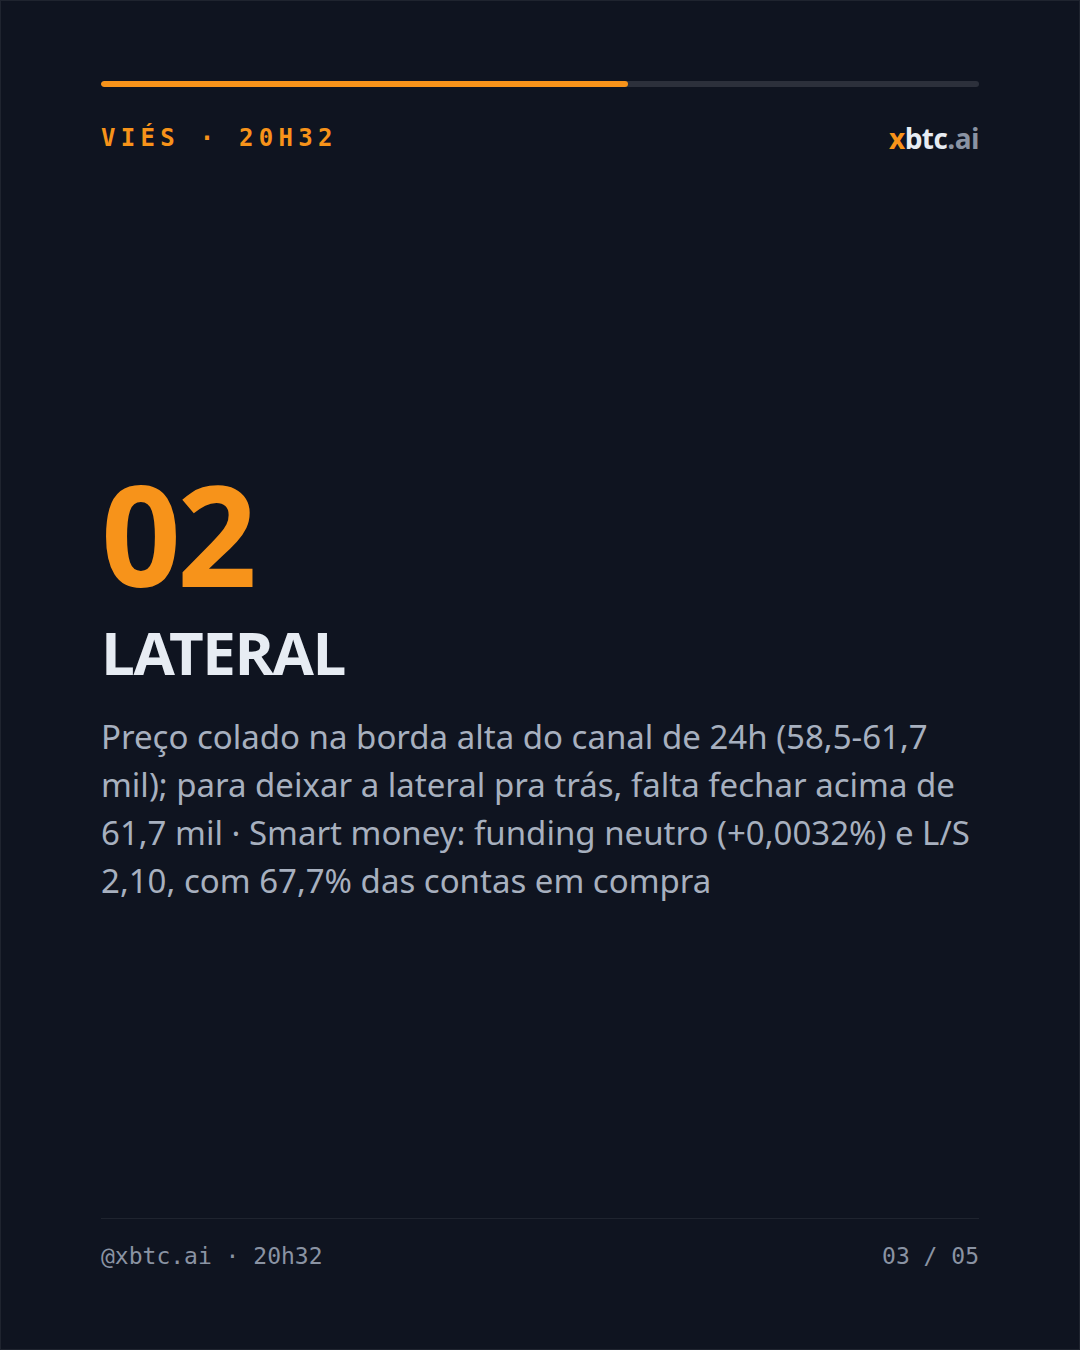 VIÉS · 20H32
xbtc.ai
02
LATERAL
Preço colado na borda alta do canal de 24h (58,5-61,7
mil); para deixar a lateral pra trás, falta fechar acima de
61,7 mil · Smart money: funding neutro (+0,0032%) e L/S
2,10, com 67,7% das contas em compra
@xbtc.ai · 20h32
03 / 05